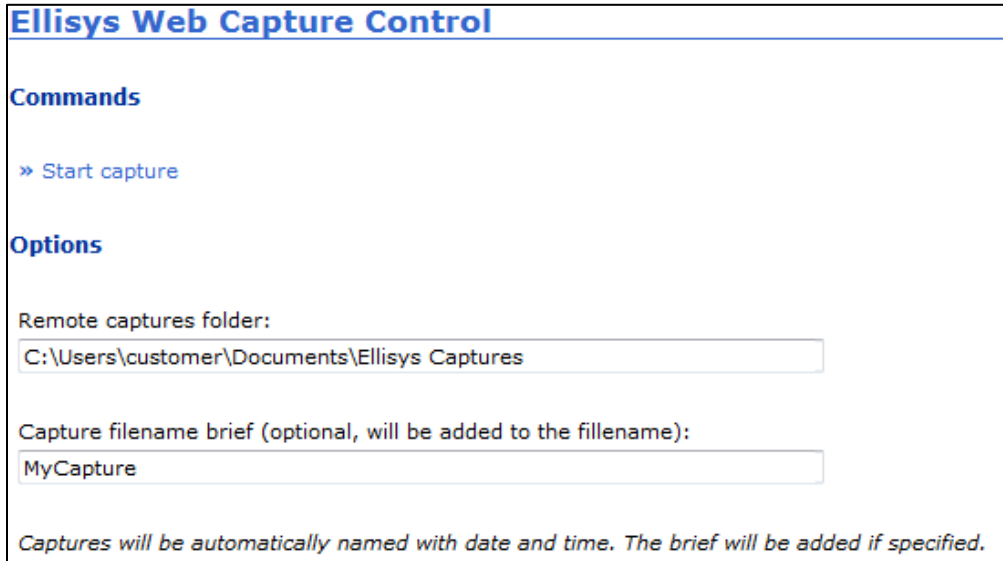 Ellisys Web Capture Control
Commands
» Start capture
Options
Remote captures folder:
C:\Users\customer\Documents\Ellisys Captures
Capture filename brief (optional, will be added to the fillename):
MyCapture
Captures will be automatically named with date and time. The brief will be added if specified.